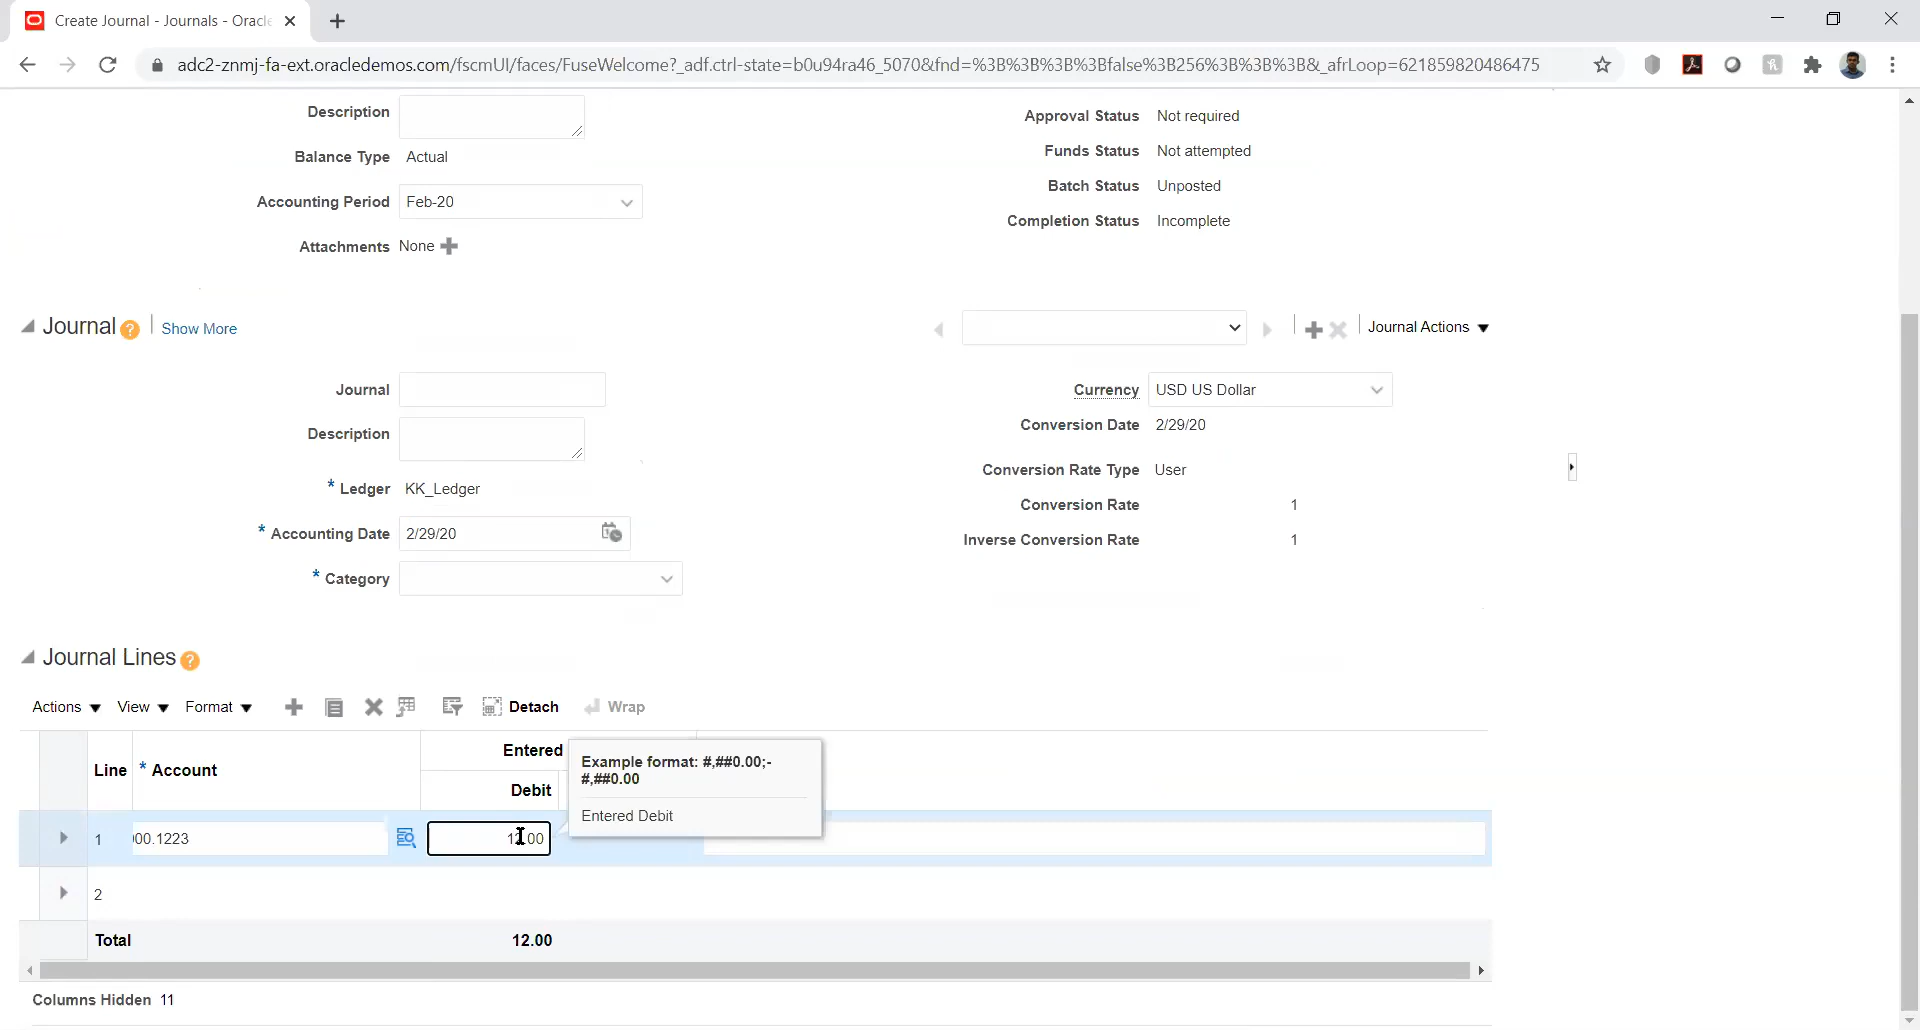 Create Journal - Journals - Oracle
adc2-znmj-fa-ext.oracledemos.com/fscmUI/faces/FuseWelcome?_adf.ctrl-state=b0u94ra46_5070&fnd=%3B%3B%3B%3Bfalse%3B256%3B%3B%3B&_afrLoop=621859820486475
Description
Approval Status Not required
Balance Type Actual
Funds Status Not attempted
Accounting Period Feb-20
Batch Status Unposted
Completion Status Incomplete
Attachments None
Journal ? Show More
Journal Actions
Journal
Currency USD US Dollar
Description
Conversion Date 2/29/20
Conversion Rate Type User
* Ledger KK_Ledger
Conversion Rate 1
* Accounting Date 2/29/20
Inverse Conversion Rate 1
* Category
Journal Lines ?
Actions View Format Detach Wrap
Line * Account Entered
Debit
Example format: #,##0.00;-
#,##0.00
Entered Debit
1 00.1223 12.00
2
Total 12.00
Columns Hidden 11